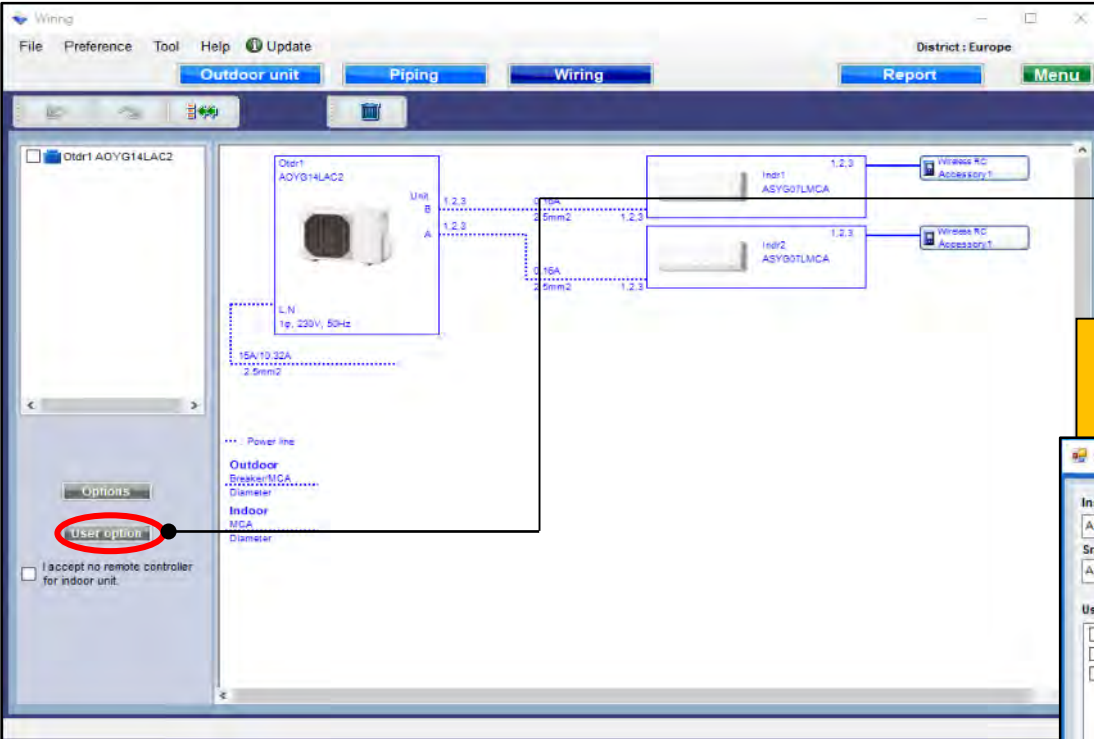 Wiring
File Preference Tool Help Update
District : Europe
Outdoor unit Piping Wiring Report Menu
Otdr1 AOYG14LAC2
Otdr1
AOYG14LAC2
Unit
B
1,2,3
A
1,2,3
L,N
1φ, 230V, 50Hz
15A/10.32A
2.5mm2
0.16A
2.5mm2
1,2,3
0.16A
2.5mm2
1,2,3
1,2,3
Indr1
ASYG07LMCA
Wireless RC
Accessory1
1,2,3
Indr2
ASYG07LMCA
Wireless RC
Accessory1
: Power line
Outdoor
Breaker/MCA
Diameter
Indoor
MCA
Diameter
Options
User option
I accept no remote controller
for indoor unit.
In
A
Sr
A
Us